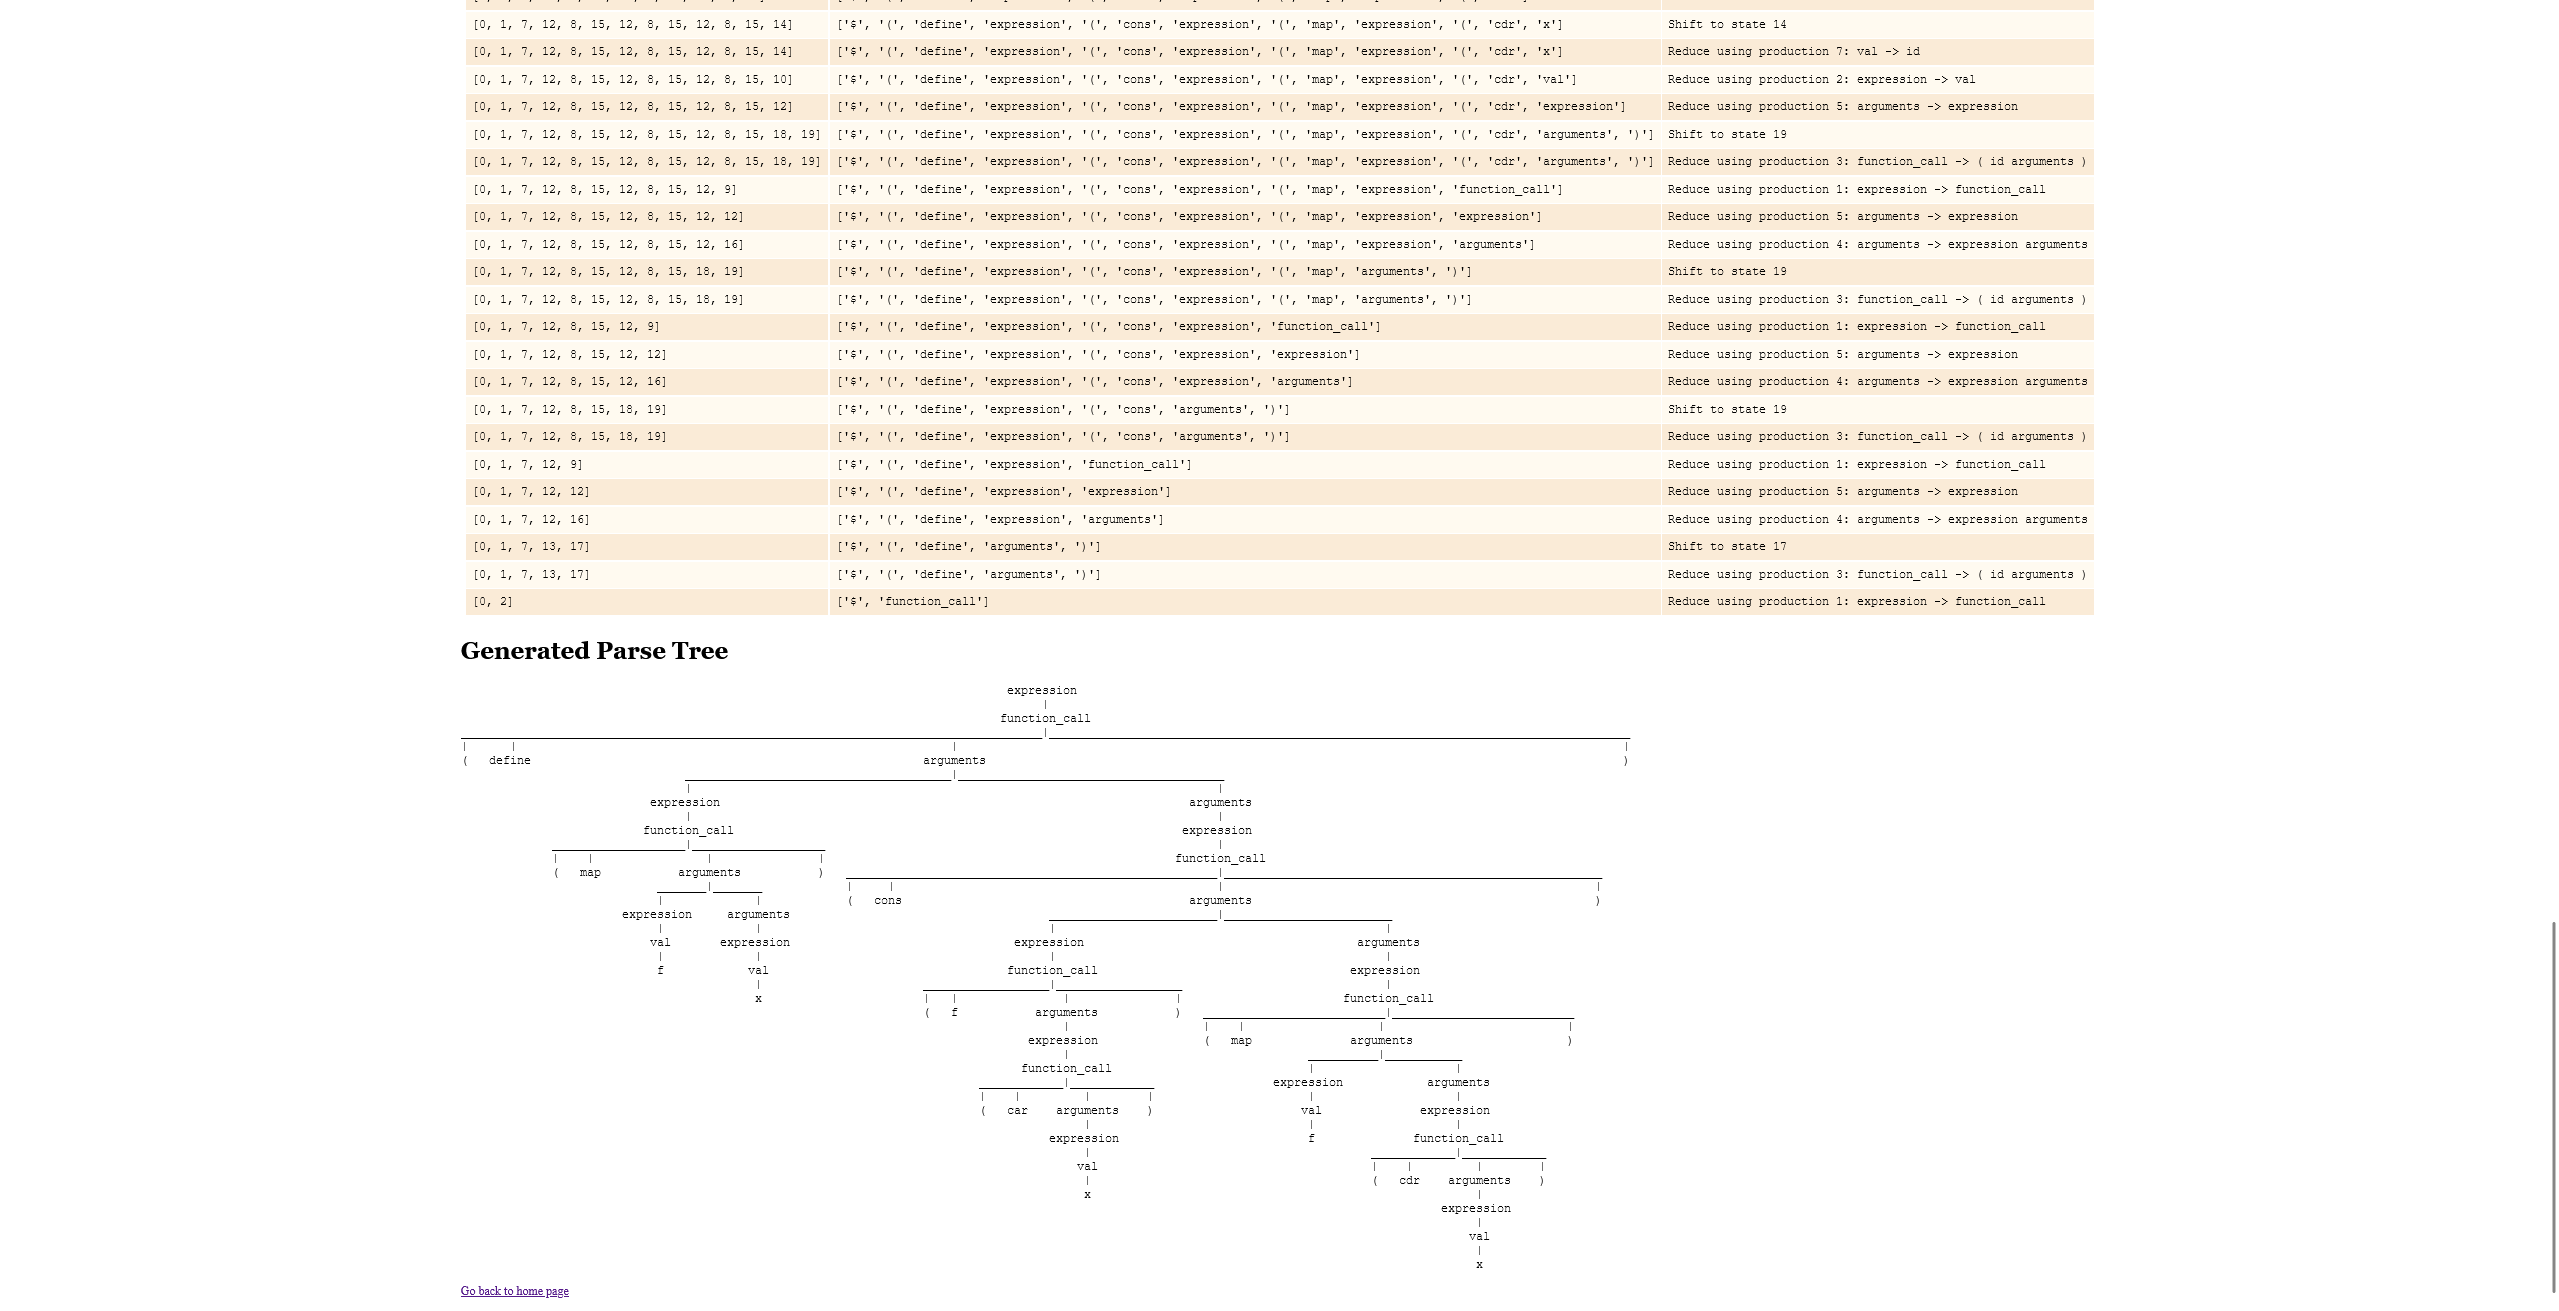 [0, 1, 7, 12, 8, 15, 12, 8, 15, 12, 8, 15, 14] ['$', '(', 'define', 'expression', '(', 'cons', 'expression', '(', 'map', 'expression', '(', 'cdr', 'x'] Shift to state 14
[0, 1, 7, 12, 8, 15, 12, 8, 15, 12, 8, 15, 14] ['$', '(', 'define', 'expression', '(', 'cons', 'expression', '(', 'map', 'expression', '(', 'cdr', 'x'] Reduce using production 7: val -> id
[0, 1, 7, 12, 8, 15, 12, 8, 15, 12, 8, 15, 10] ['$', '(', 'define', 'expression', '(', 'cons', 'expression', '(', 'map', 'expression', '(', 'cdr', 'val'] Reduce using production 2: expression -> val
[0, 1, 7, 12, 8, 15, 12, 8, 15, 12, 8, 15, 12] ['$', '(', 'define', 'expression', '(', 'cons', 'expression', '(', 'map', 'expression', '(', 'cdr', 'expression'] Reduce using production 5: arguments -> expression
[0, 1, 7, 12, 8, 15, 12, 8, 15, 12, 8, 15, 18, 19] ['$', '(', 'define', 'expression', '(', 'cons', 'expression', '(', 'map', 'expression', '(', 'cdr', 'arguments', ')'] Shift to state 19
[0, 1, 7, 12, 8, 15, 12, 8, 15, 12, 8, 15, 18, 19] ['$', '(', 'define', 'expression', '(', 'cons', 'expression', '(', 'map', 'expression', '(', 'cdr', 'arguments', ')'] Reduce using production 3: function_call -> ( id arguments )
[0, 1, 7, 12, 8, 15, 12, 8, 15, 12, 9] ['$', '(', 'define', 'expression', '(', 'cons', 'expression', '(', 'map', 'expression', 'function_call'] Reduce using production 1: expression -> function_call
[0, 1, 7, 12, 8, 15, 12, 8, 15, 12, 12] ['$', '(', 'define', 'expression', '(', 'cons', 'expression', '(', 'map', 'expression', 'expression'] Reduce using production 5: arguments -> expression
[0, 1, 7, 12, 8, 15, 12, 8, 15, 12, 16] ['$', '(', 'define', 'expression', '(', 'cons', 'expression', '(', 'map', 'expression', 'arguments'] Reduce using production 4: arguments -> expression arguments
[0, 1, 7, 12, 8, 15, 12, 8, 15, 18, 19] ['$', '(', 'define', 'expression', '(', 'cons', 'expression', '(', 'map', 'arguments', ')'] Shift to state 19
[0, 1, 7, 12, 8, 15, 12, 8, 15, 18, 19] ['$', '(', 'define', 'expression', '(', 'cons', 'expression', '(', 'map', 'arguments', ')'] Reduce using production 3: function_call -> ( id arguments )
[0, 1, 7, 12, 8, 15, 12, 9] ['$', '(', 'define', 'expression', '(', 'cons', 'expression', 'function_call'] Reduce using production 1: expression -> function_call
[0, 1, 7, 12, 8, 15, 12, 12] ['$', '(', 'define', 'expression', '(', 'cons', 'expression', 'expression'] Reduce using production 5: arguments -> expression
[0, 1, 7, 12, 8, 15, 12, 16] ['$', '(', 'define', 'expression', '(', 'cons', 'expression', 'arguments'] Reduce using production 4: arguments -> expression arguments
[0, 1, 7, 12, 8, 15, 18, 19] ['$', '(', 'define', 'expression', '(', 'cons', 'arguments', ')'] Shift to state 19
[0, 1, 7, 12, 8, 15, 18, 19] ['$', '(', 'define', 'expression', '(', 'cons', 'arguments', ')'] Reduce using production 3: function_call -> ( id arguments )
[0, 1, 7, 12, 9] ['$', '(', 'define', 'expression', 'function_call'] Reduce using production 1: expression -> function_call
[0, 1, 7, 12, 12] ['$', '(', 'define', 'expression', 'expression'] Reduce using production 5: arguments -> expression
[0, 1, 7, 12, 16] ['$', '(', 'define', 'expression', 'arguments'] Reduce using production 4: arguments -> expression arguments
[0, 1, 7, 13, 17] ['$', '(', 'define', 'arguments', ')'] Shift to state 17
[0, 1, 7, 13, 17] ['$', '(', 'define', 'arguments', ')'] Reduce using production 3: function_call -> ( id arguments )
[0, 2] ['$', 'function_call'] Reduce using production 1: expression -> function_call
Generated Parse Tree
expression
function_call
( define arguments )
expression arguments
function_call expression
function_call
( map arguments )
( cons arguments )
expression arguments
val expression expression arguments
f val function_call expression
x function_call
( f arguments )
( map arguments )
expression
function_call
expression arguments
( car arguments ) val expression
expression f function_call
val
( cdr arguments )
x
expression
val
x
Go back to home page